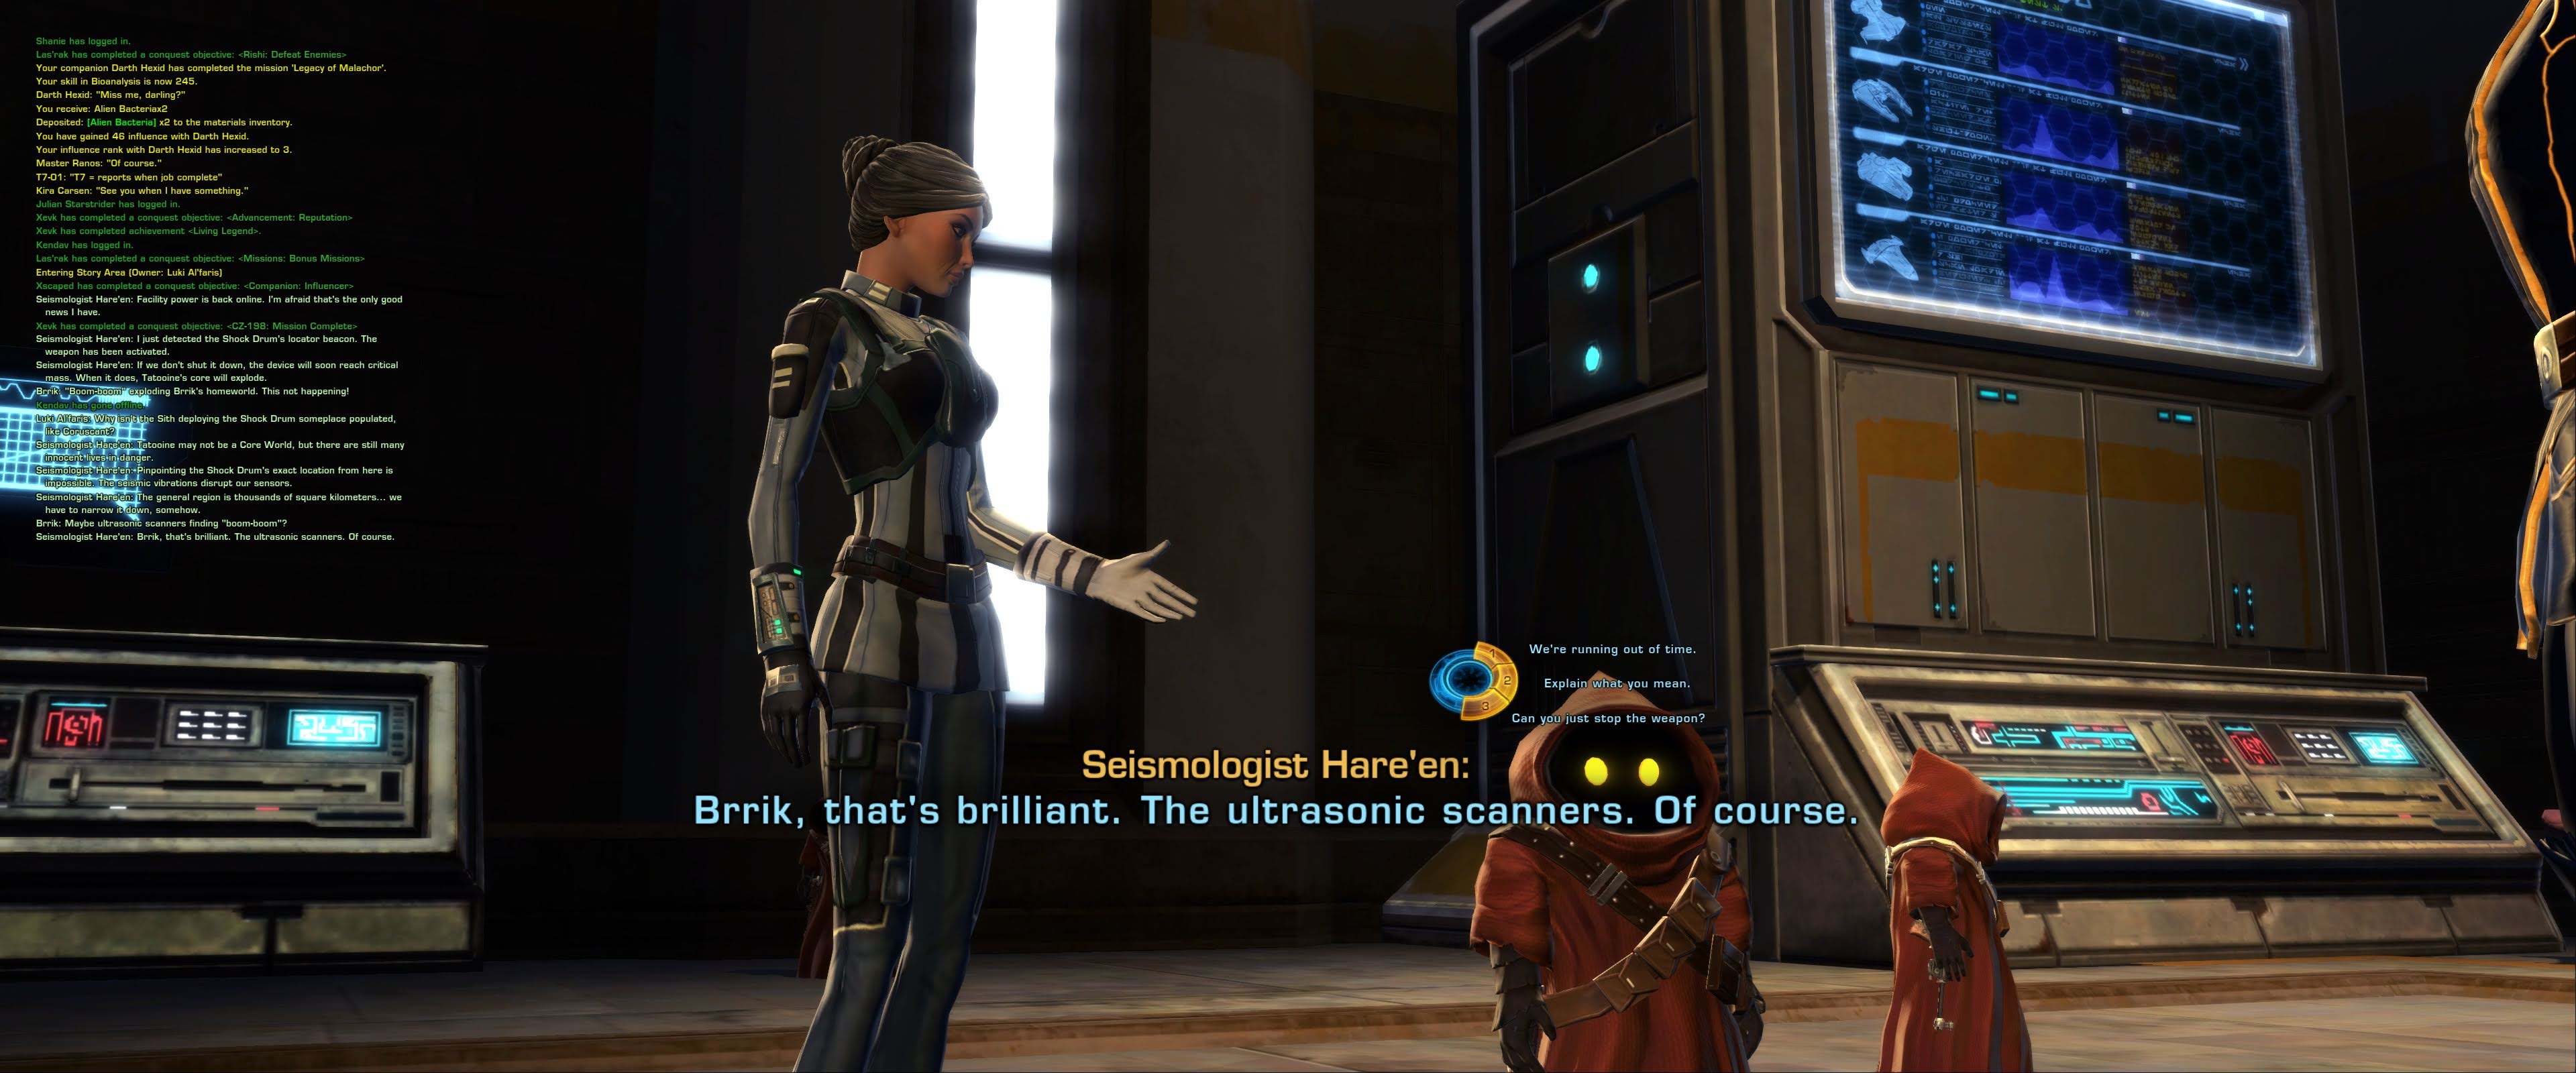 Shanie has logged in.
Las'rak has completed a conquest objective: <Rishi: Defeat Enemies>
Your companion Darth Hexid has completed the mission 'Legacy of Malachor'.
Your skill in Bioanalysis is now 245.
Darth Hexid: "Miss me, darling?"
You receive: Alien Bacteriax2
Deposited: [Alien Bacteria] x2 to the materials inventory.
You have gained 46 influence with Darth Hexid.
Your influence rank with Darth Hexid has increased to 3.
Master Ranos: "Of course."
T7-01: "T7 = reports when job complete"
Kira Carsen: "See you when I have something."
Julian Starstrider has logged in.
Xevk has completed a conquest objective: <Advancement: Reputation>
Xevk has completed achievement <Living Legend>.
Kendav has logged in.
Las'rak has completed a conquest objective: <Missions: Bonus Missions>
Entering Story Area (Owner: Luki Al'faris)
Xscaped has completed a conquest objective: <Companion: Influencer>
Seismologist Hare'en: Facility power is back online. I'm afraid that's the only good
news I have.
Xevk has completed a conquest objective: <CZ-198: Mission Complete>
Seismologist Hare'en: I just detected the Shock Drum's locator beacon. The
weapon has been activated.
Seismologist Hare'en: If we don't shut it down, the device will soon reach critical
mass. When it does, Tatooine's core will explode.
Brrik: "Boom-boom" exploding Brrik's homeworld. This not happening!
Kendav has gone offline.
Luki Al'faris: Why isn't the Sith deploying the Shock Drum someplace populated,
like Coruscant?
Seismologist Hare'en: Tatooine may not be a Core World, but there are still many
innocent lives in danger.
Seismologist Hare'en: Pinpointing the Shock Drum's exact location from here is
impossible. The seismic vibrations disrupt our sensors.
Seismologist Hare'en: The general region is thousands of square kilometers... we
have to narrow it down, somehow.
Brrik: Maybe ultrasonic scanners finding "boom-boom"?
Seismologist Hare'en: Brrik, that's brilliant. The ultrasonic scanners. Of course.
1 We're running out of time.
2 Explain what you mean.
3 Can you just stop the weapon?
Seismologist Hare'en:
Brrik, that's brilliant. The ultrasonic scanners. Of course.